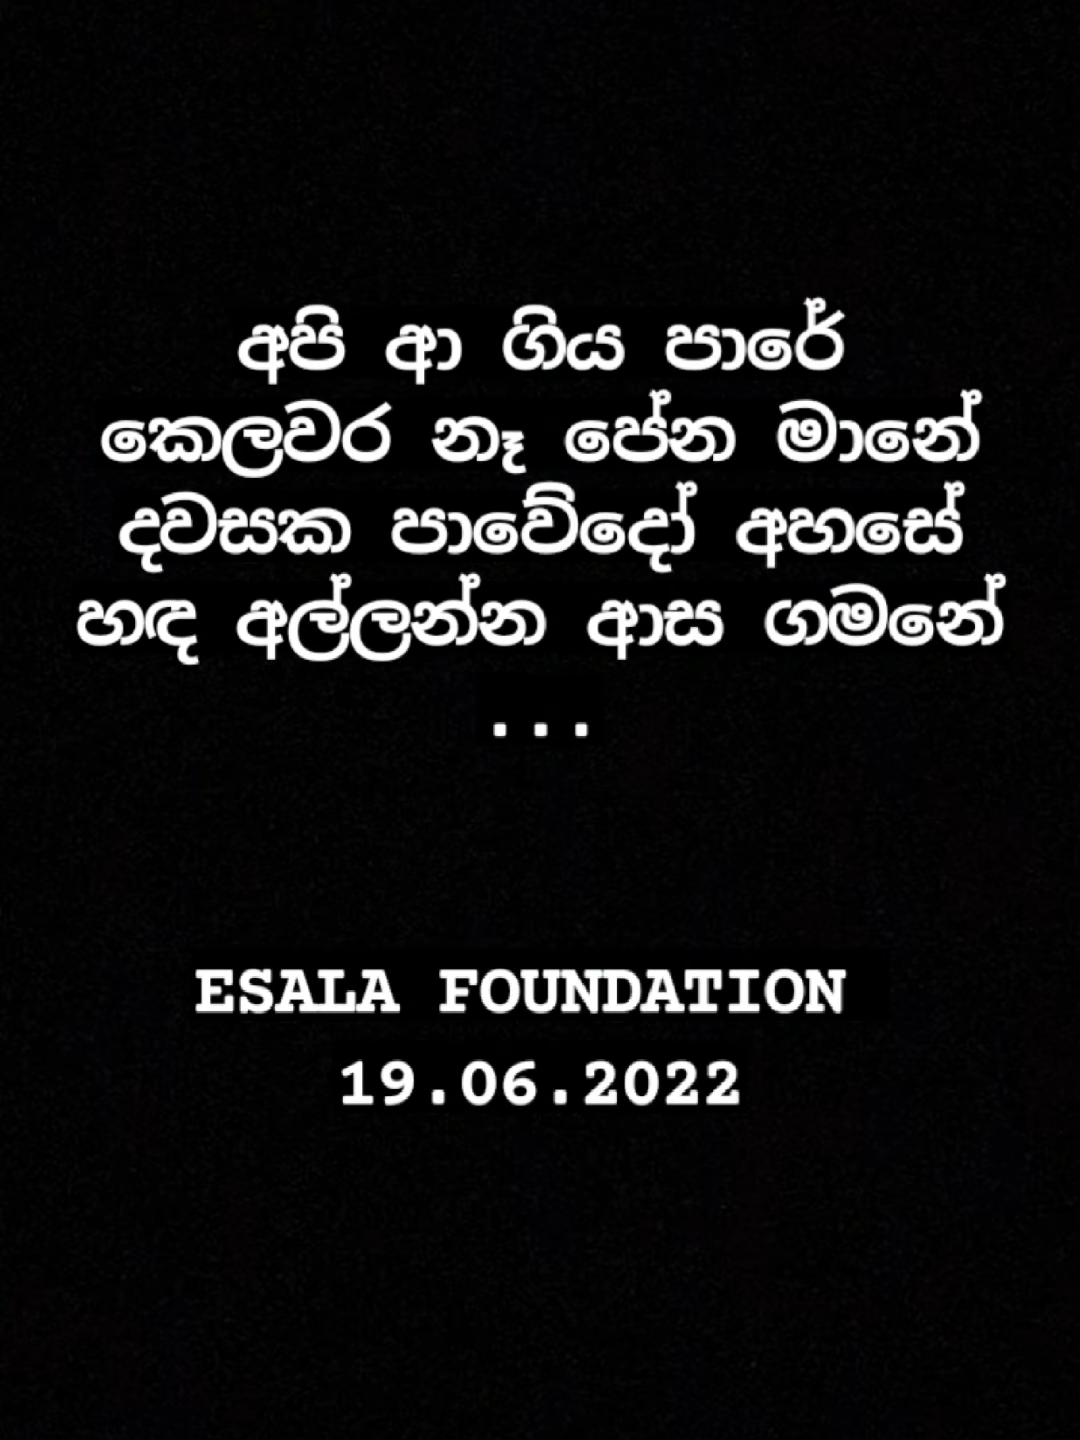 අපි ආ ගිය පාරේ
කෙලවර නෑ පේන මානේ
දවසක පාවේදෝ අහසේ
හඳ අල්ලන්න ආස ගමනේ
...
ESALA FOUNDATION
19.06.2022